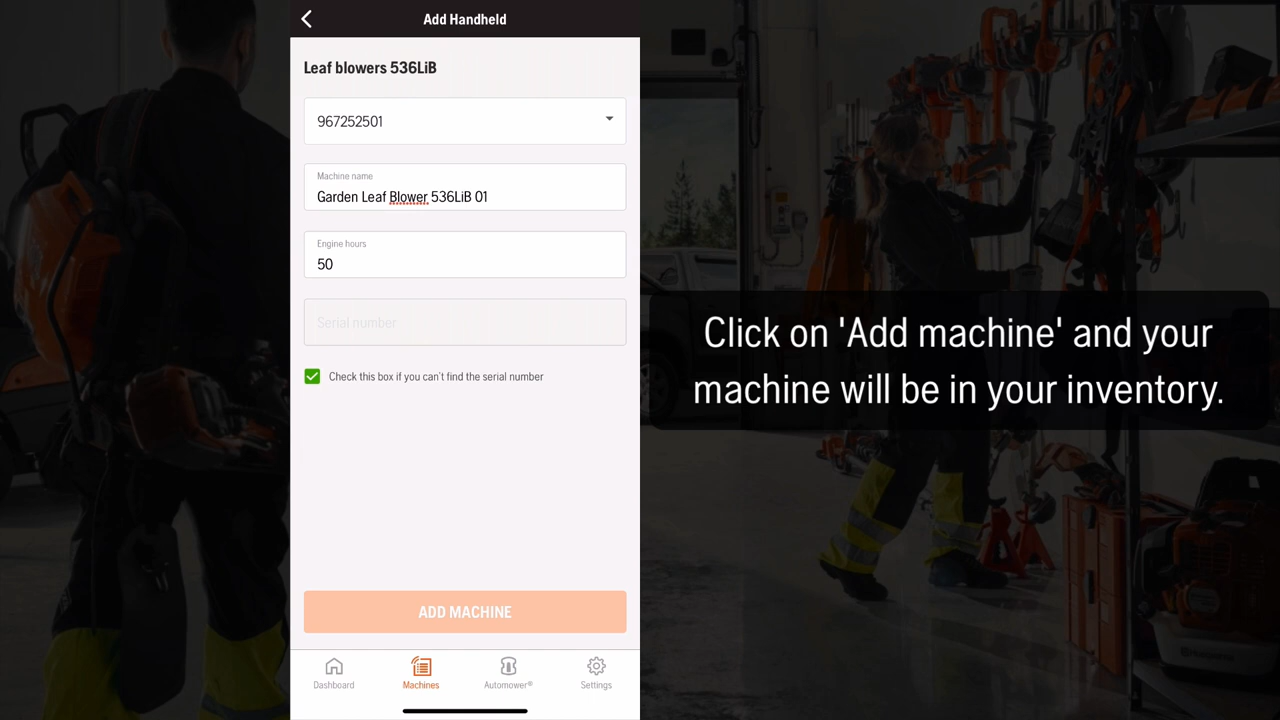 Add Handheld
Leaf blowers 536LiB
967252501
Machine name
Garden Leaf Blower 536LiB 01
Engine hours
50
Serial number
Check this box if you can't find the serial number
ADD MACHINE
Dashboard
Machines
Automower®
Settings
Click on 'Add machine' and your
machine will be in your inventory.
Husqvarna